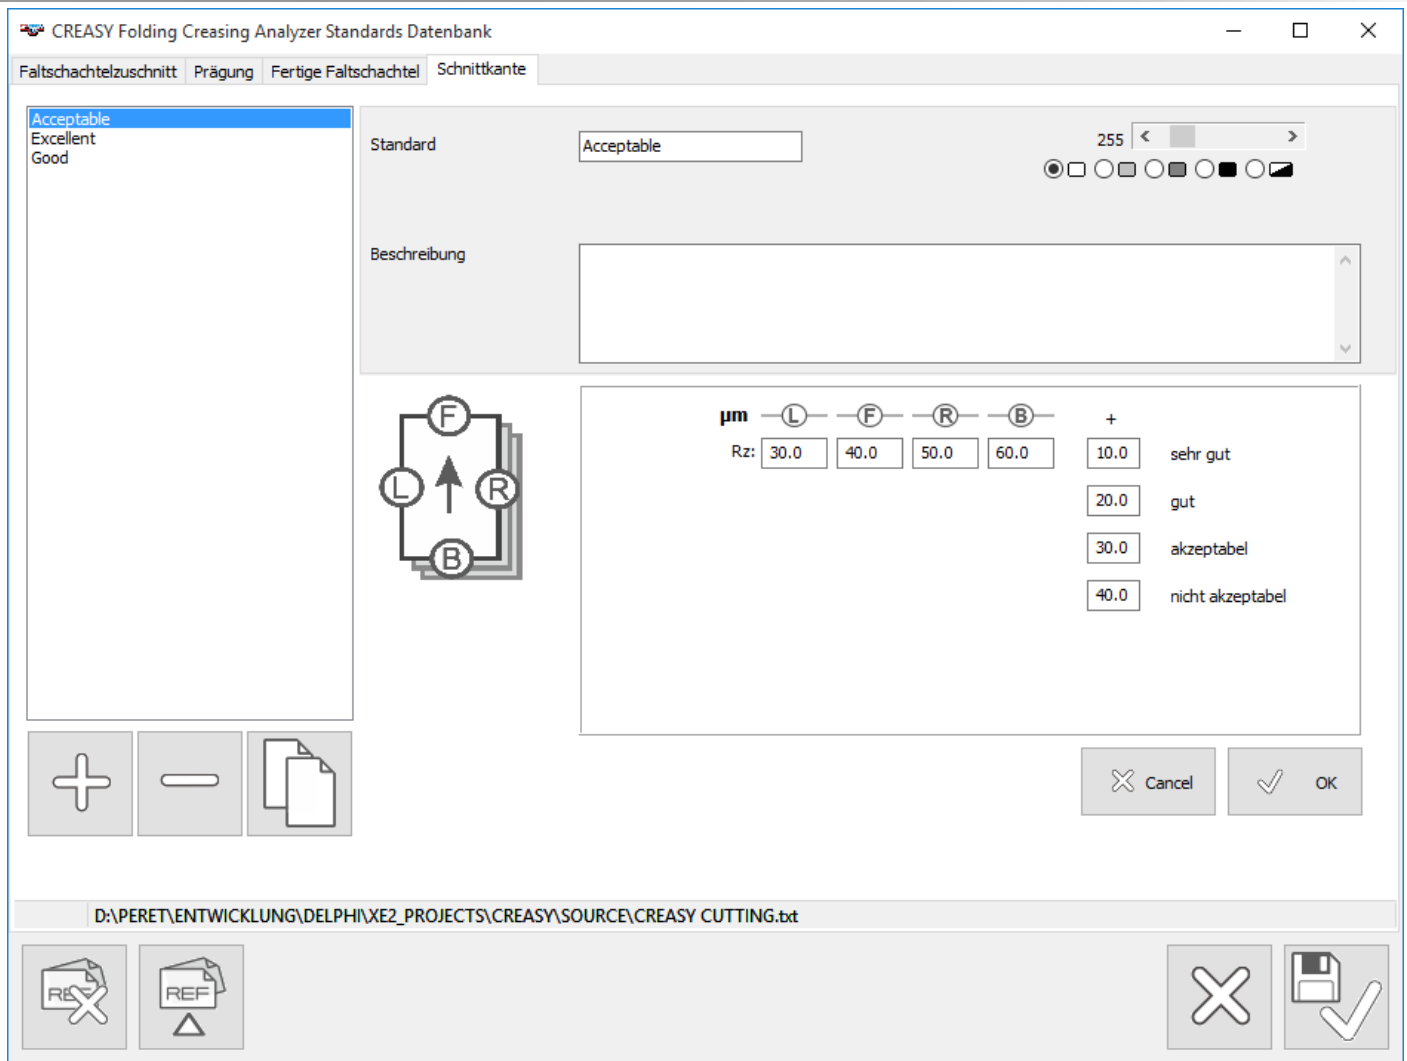 CREASY Folding Creasing Analyzer Standards Datenbank
Faltschachtelzuschnitt Prägung Fertige Faltschachtel Schnittkante
Acceptable
Excellent
Good
Standard Acceptable 255
Beschreibung
F
L R
B
µm L F R B +
Rz: 30.0 40.0 50.0 60.0 10.0 sehr gut
20.0 gut
30.0 akzeptabel
40.0 nicht akzeptabel
Cancel OK
D:\PERET\ENTWICKLUNG\DELPHI\XE2_PROJECTS\CREASY\SOURCE\CREASY CUTTING.txt
REF REF